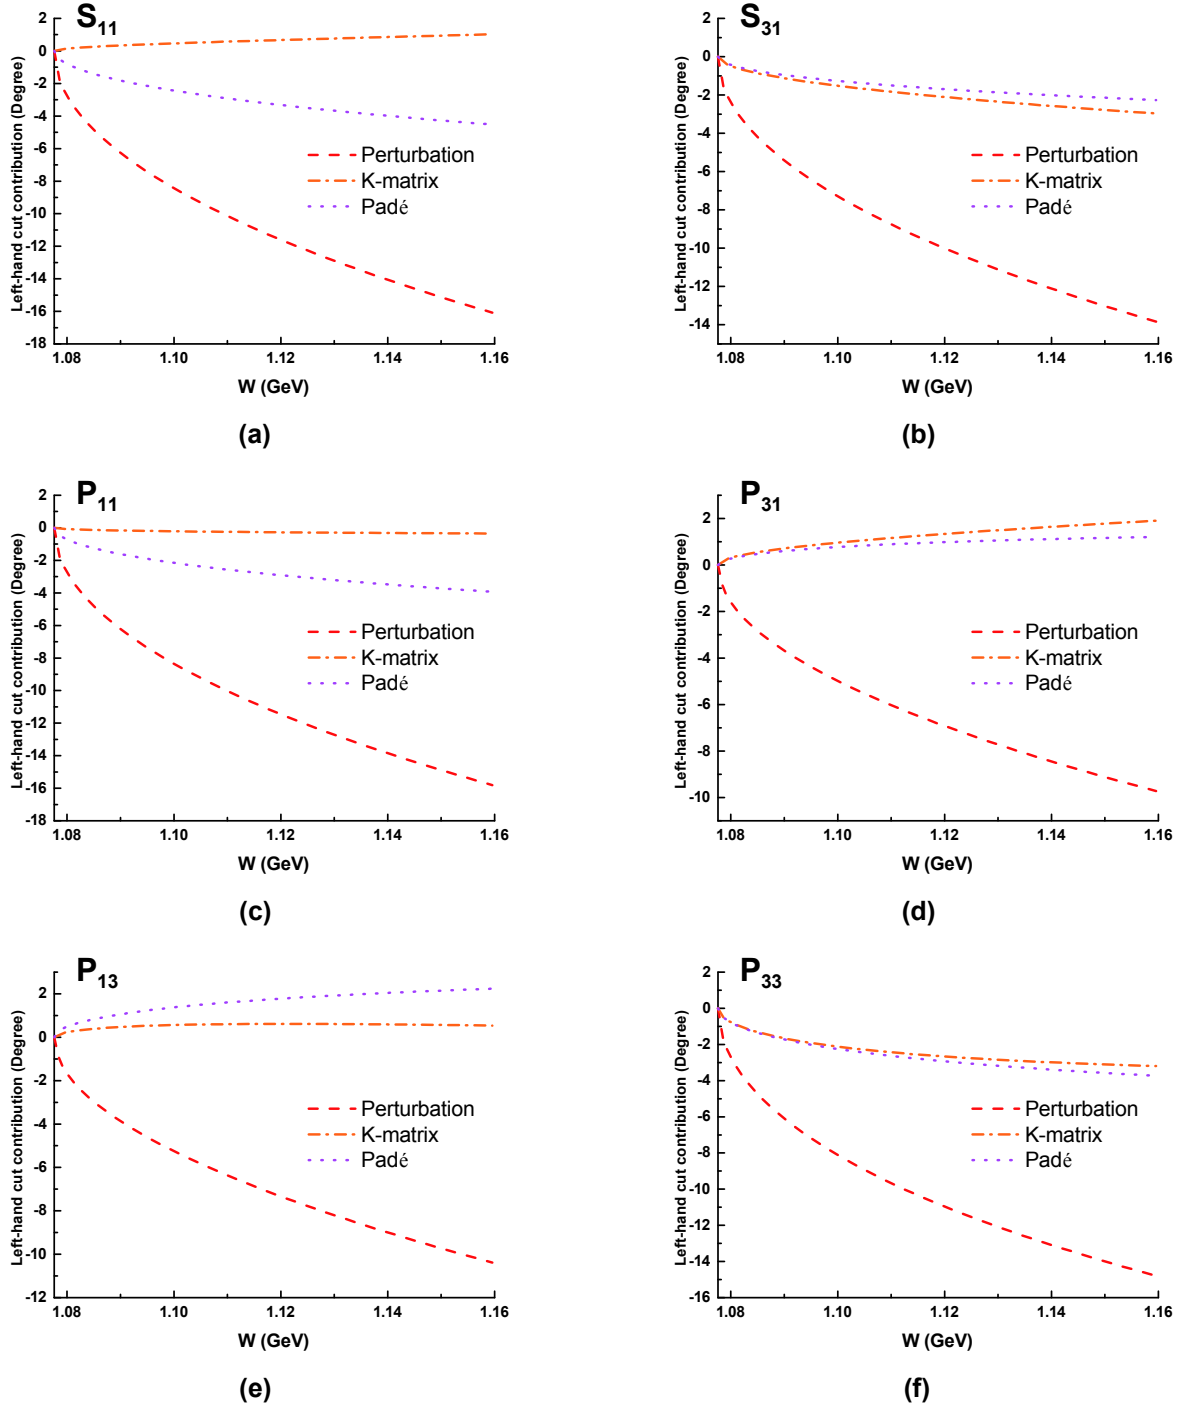 S11
Left-hand cut contribution (Degree)
2
0
-2
-4
-6
-8
-10
-12
-14
-16
-18
Perturbation
K-matrix
Padé
1.08 1.10 1.12 1.14 1.16
W (GeV)
(a)
S31
Left-hand cut contribution (Degree)
2
0
-2
-4
-6
-8
-10
-12
-14
Perturbation
K-matrix
Padé
1.08 1.10 1.12 1.14 1.16
W (GeV)
(b)
P11
Left-hand cut contribution (Degree)
2
0
-2
-4
-6
-8
-10
-12
-14
-16
-18
Perturbation
K-matrix
Padé
1.08 1.10 1.12 1.14 1.16
W (GeV)
(c)
P31
Left-hand cut contribution (Degree)
2
0
-2
-4
-6
-8
-10
Perturbation
K-matrix
Padé
1.08 1.10 1.12 1.14 1.16
W (GeV)
(d)
P13
Left-hand cut contribution (Degree)
2
0
-2
-4
-6
-8
-10
-12
Perturbation
K-matrix
Padé
1.08 1.10 1.12 1.14 1.16
W (GeV)
(e)
P33
Left-hand cut contribution (Degree)
2
0
-2
-4
-6
-8
-10
-12
-14
-16
Perturbation
K-matrix
Padé
1.08 1.10 1.12 1.14 1.16
W (GeV)
(f)